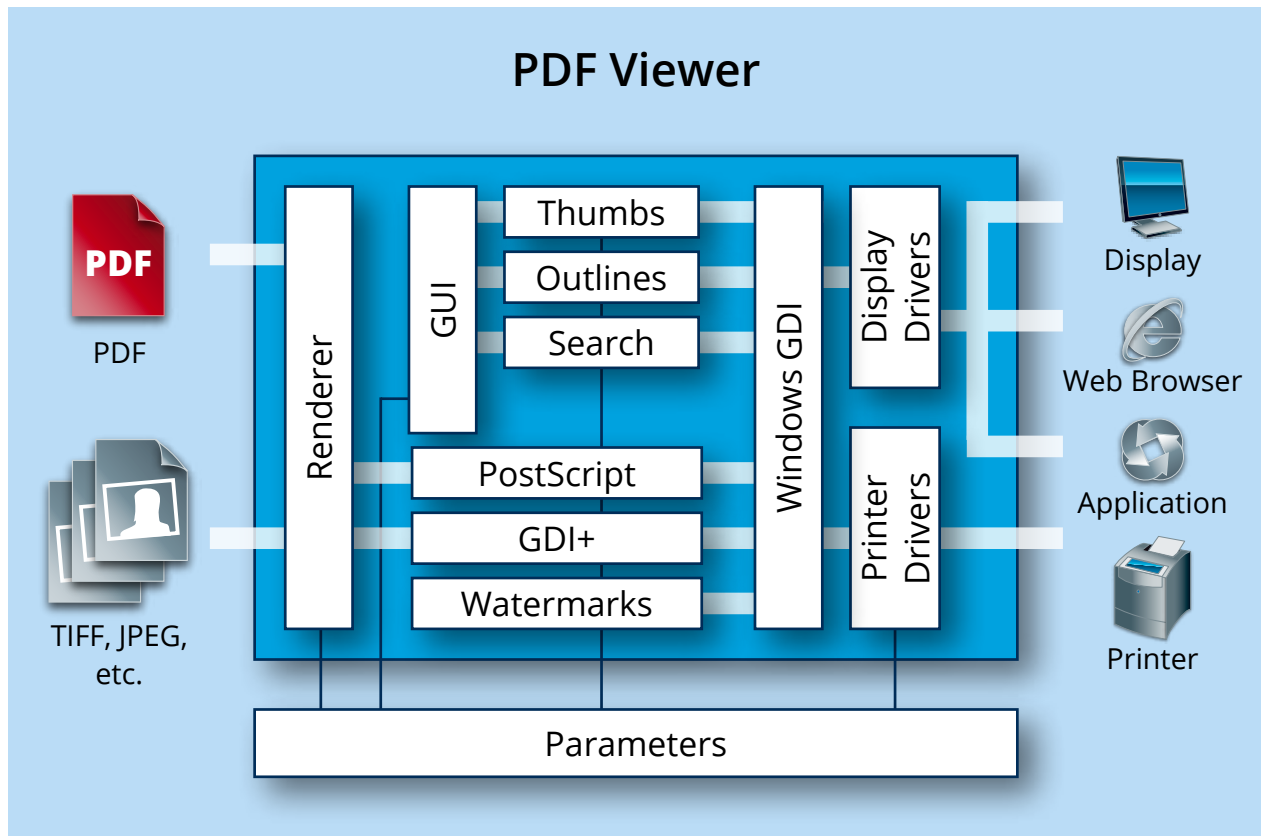 PDF Viewer
PDF
PDF
TIFF, JPEG,
etc.
Renderer
GUI
Thumbs
Outlines
Search
PostScript
GDI+
Watermarks
Windows GDI
Display
Drivers
Printer
Drivers
Display
Web Browser
Application
Printer
Parameters